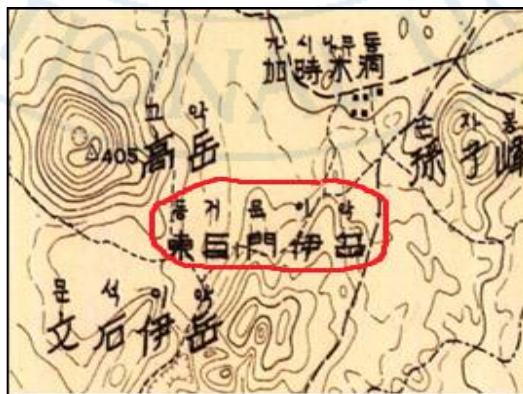 가시나무동
加時木洞
고악
高岳
405
손자봉
孫子峰
동거문이악
東巨門伊岳
문석이악
文石伊岳